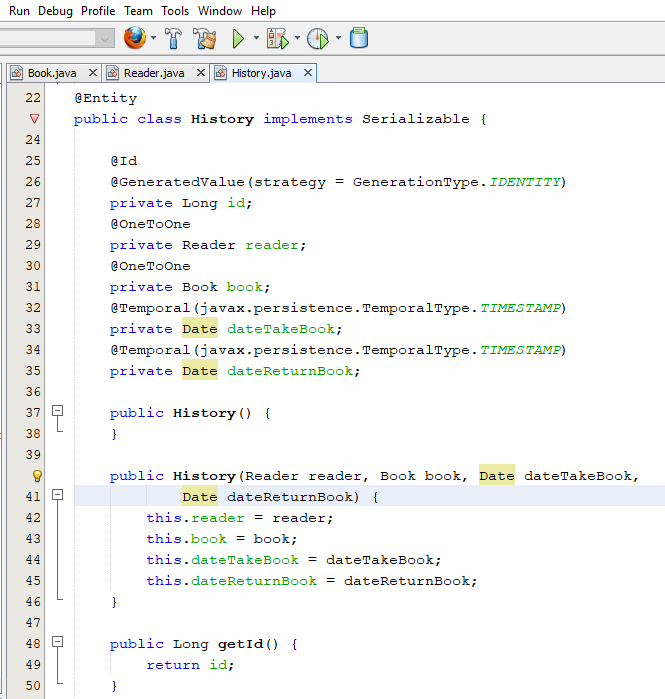 Run Debug Profile Team Tools Window Help
Book.java Reader.java History.java
22 @Entity
public class History implements Serializable {
24
25 @Id
26 @GeneratedValue(strategy = GenerationType.IDENTITY)
27 private Long id;
28 @OneToOne
29 private Reader reader;
30 @OneToOne
31 private Book book;
32 @Temporal(javax.persistence.TemporalType.TIMESTAMP)
33 private Date dateTakeBook;
34 @Temporal(javax.persistence.TemporalType.TIMESTAMP)
35 private Date dateReturnBook;
36
37 public History() {
38 }
39
public History(Reader reader, Book book, Date dateTakeBook,
41 Date dateReturnBook) {
42 this.reader = reader;
43 this.book = book;
44 this.dateTakeBook = dateTakeBook;
45 this.dateReturnBook = dateReturnBook;
46 }
47
48 public Long getId() {
49 return id;
50 }